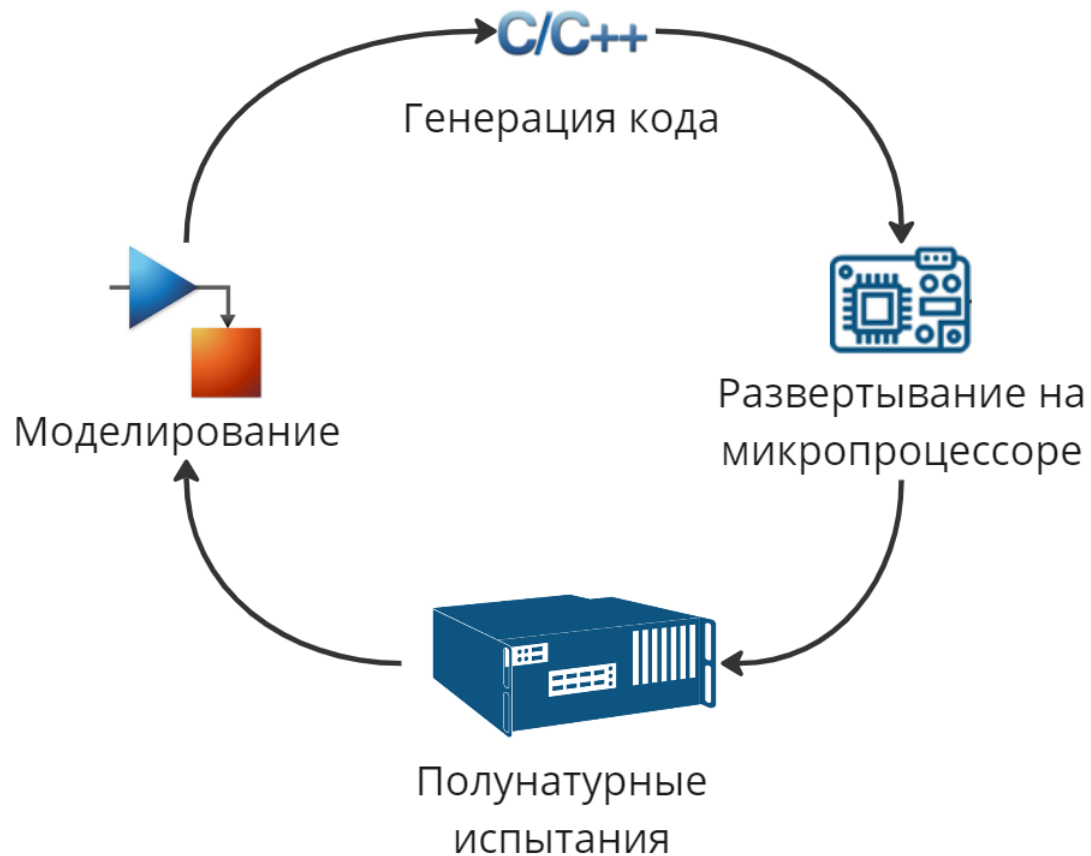 C/C++
Генерация кода
Моделирование
Развертывание на
микропроцессоре
Полунатурные
испытания